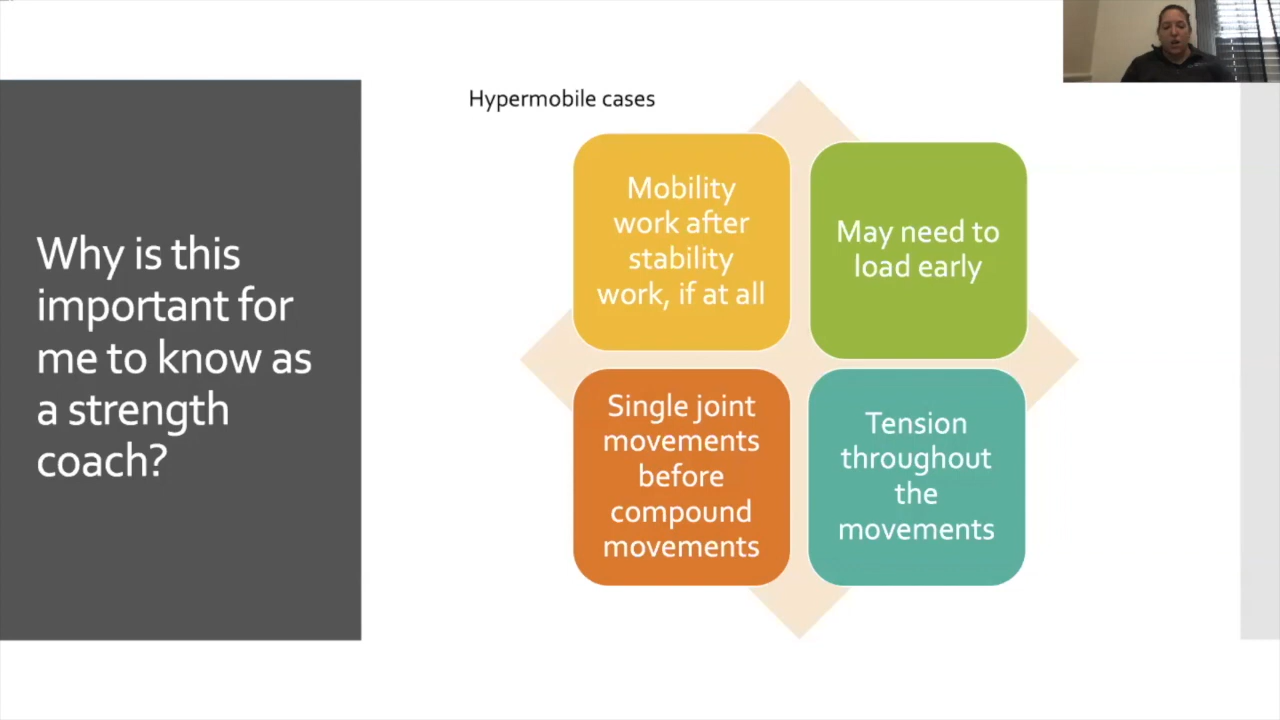 Why is this
important for
me to know as
a strength
coach?
Hypermobile cases
Mobility
work after
stability
work, if at all
May need to
load early
Single joint
movements
before
compound
movements
Tension
throughout
the
movements